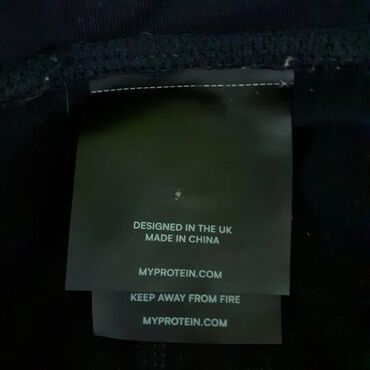 DESIGNED IN THE UK
MADE IN CHINA
MYPROTEIN.COM
KEEP AWAY FROM FIRE
MYPROTEIN.COM